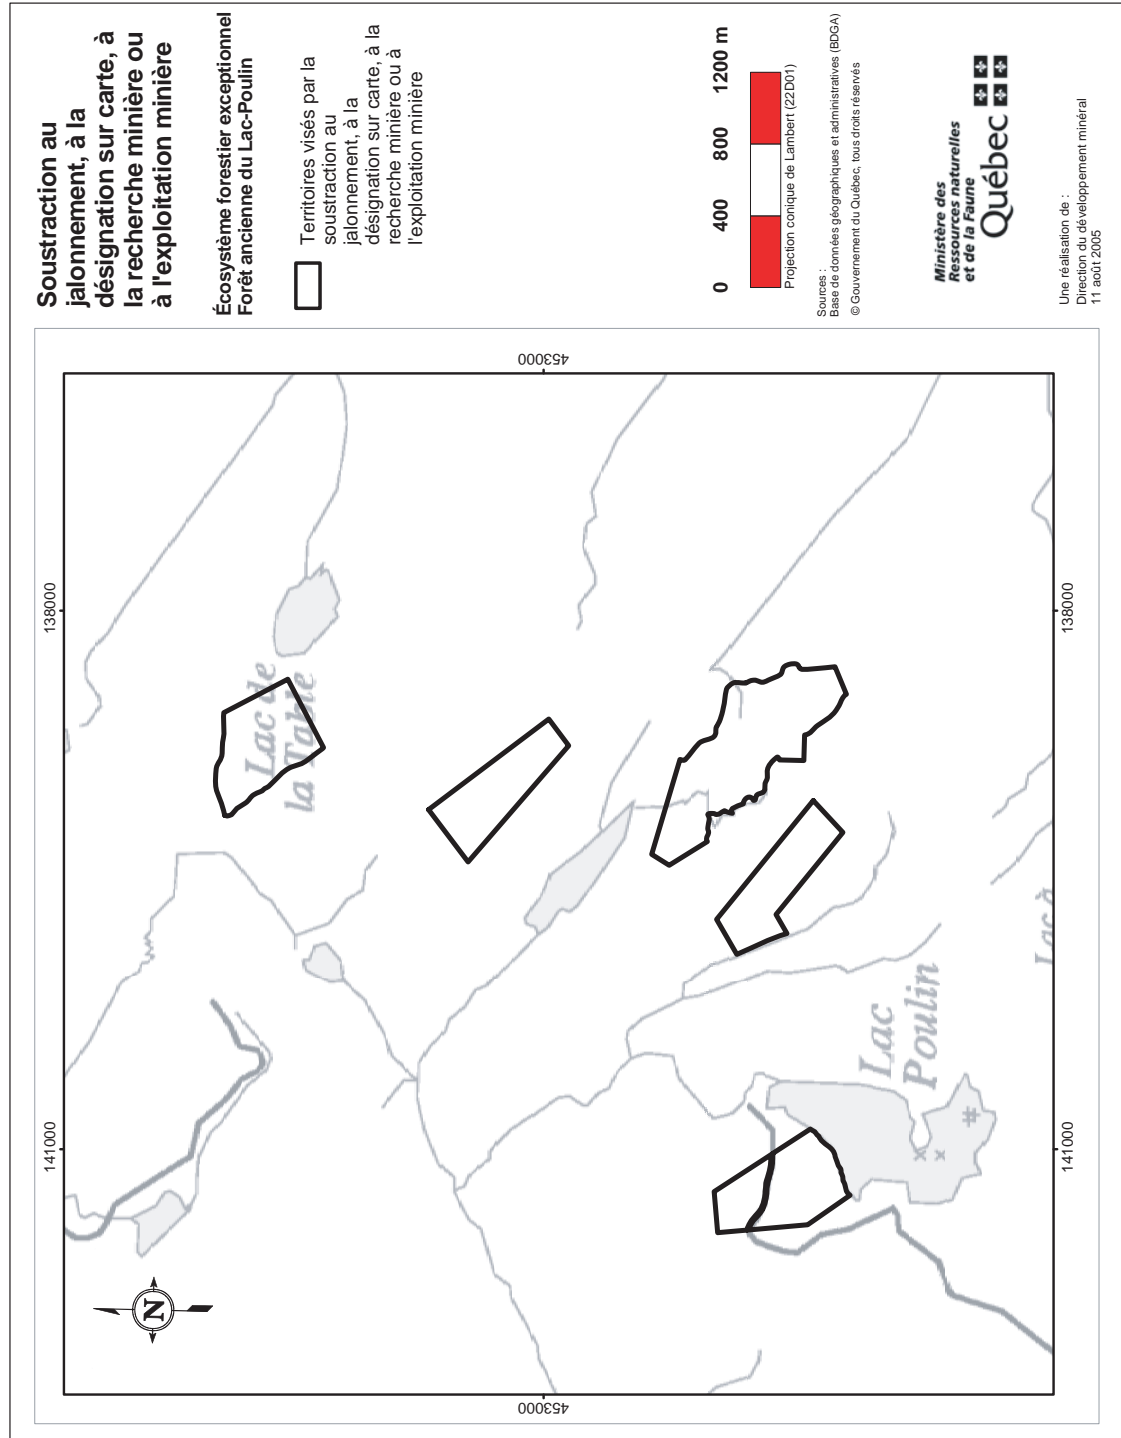 Soustraction au
jalonnement, à la
désignation sur carte, à
la recherche minière ou
à l'exploitation minière
Écosystème forestier exceptionnel
Forêt ancienne du Lac-Poulin
Territoires visés par la
soustraction au
jalonnement, à la
désignation sur carte, à la
recherche minière ou à
l'exploitation minière
0 400 800 1200 m
Projection conique de Lambert (22D01)
Sources :
Base de données géographiques et administratives (BDGA)
© Gouvernement du Québec, tous droits réservés
Ministère des
Ressources naturelles
et de la Faune
Québec
Une réalisation de :
Direction du développement minéral
11 août 2005
453000
453000
141000
138000
141000
138000
N
Lac de
la Table
Lac
Poulin
Lac à